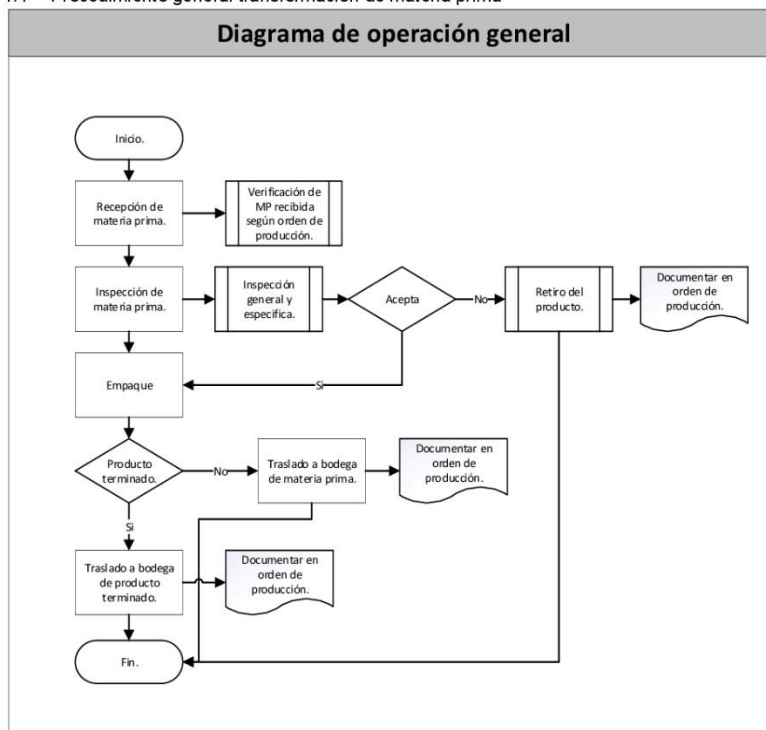 Procedimiento general transformación de materia prima
Diagrama de operación general
Inicio.
Recepción de
materia prima.
Verificación de
MP recibida
según orden de
producción.
Inspección de
materia prima.
Inspección
general y
especifica.
Acepta
No
Retiro del
producto.
Documentar en
orden de
producción.
Si
Empaque
Producto
terminado.
No
Traslado a bodega
de materia prima.
Documentar en
orden de
producción.
Si
Traslado a bodega
de producto
terminado.
Documentar en
orden de
producción.
Fin.